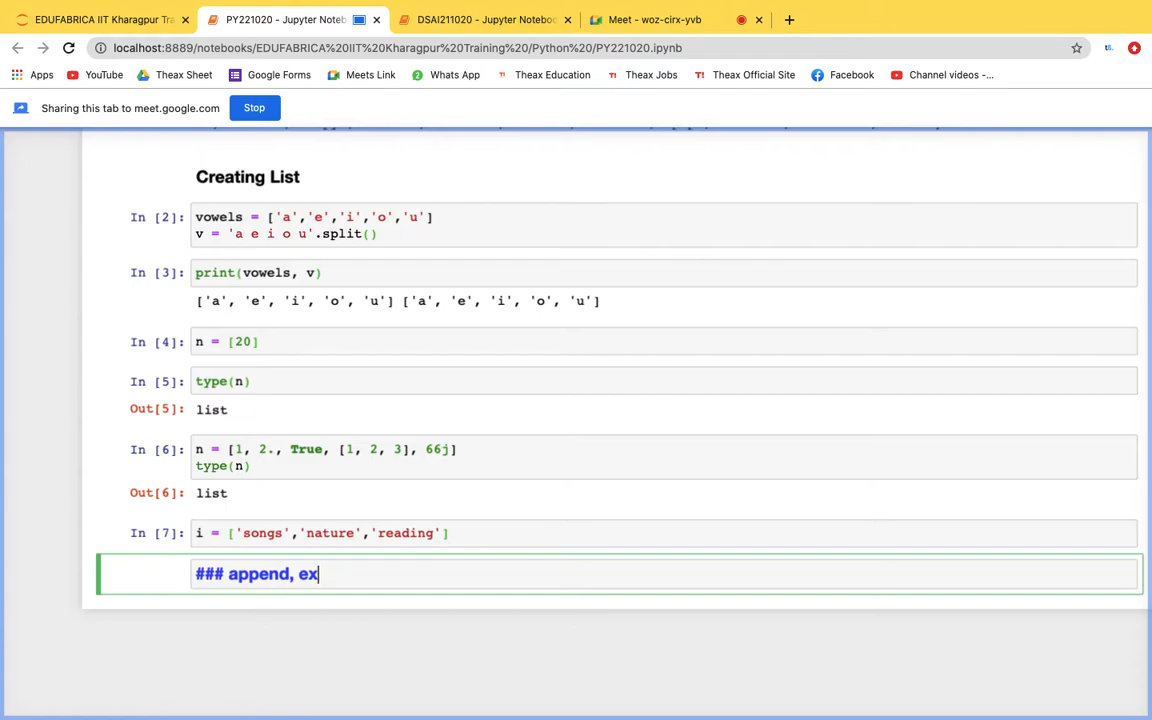 EDUFABRICA IIT Kharagpur Tra
PY221020 - Jupyter Noteb
DSAI211020 - Jupyter Noteboo
Meet - woz-cirx-yvb
localhost:8889/notebooks/EDUFABRICA%20IIT%20Kharagpur%20Training%20/Python%20/PY221020.ipynb
Apps YouTube Theax Sheet Google Forms Meets Link Whats App Theax Education Theax Jobs Theax Official Site Facebook Channel videos -...
Sharing this tab to meet.google.com Stop
Creating List
In [2]: vowels = ['a','e','i','o','u']
v = 'a e i o u'.split()
In [3]: print(vowels, v)
['a', 'e', 'i', 'o', 'u'] ['a', 'e', 'i', 'o', 'u']
In [4]: n = [20]
In [5]: type(n)
Out[5]: list
In [6]: n = [1, 2., True, [1, 2, 3], 66j]
type(n)
Out[6]: list
In [7]: i = ['songs','nature','reading']
### append, ex